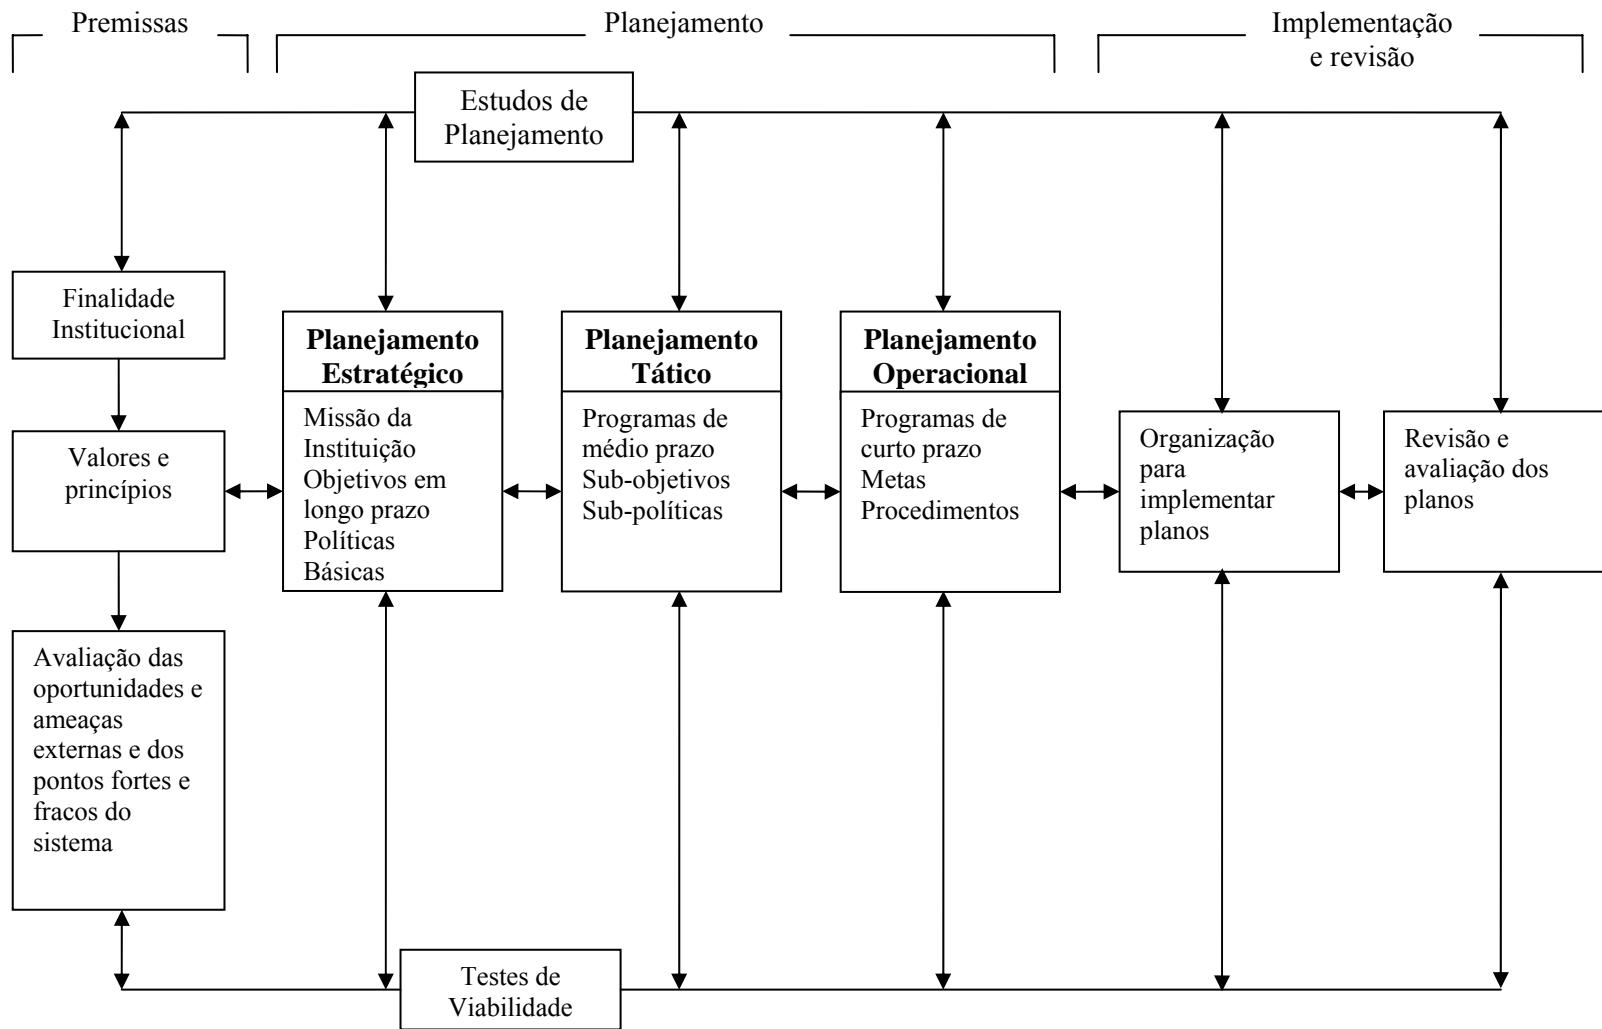 Premissas
Planejamento
Implementação
e revisão
Estudos de
Planejamento
Finalidade
Institucional
Valores e
princípios
Avaliação das
oportunidades e
ameaças
externas e dos
pontos fortes e
fracos do
sistema
Planejamento
Estratégico
Missão da
Instituição
Objetivos em
longo prazo
Políticas
Básicas
Planejamento
Tático
Programas de
médio prazo
Sub-objetivos
Sub-políticas
Planejamento
Operacional
Programas de
curto prazo
Metas
Procedimentos
Organização
para
implementar
planos
Revisão e
avaliação dos
planos
Testes de
Viabilidade